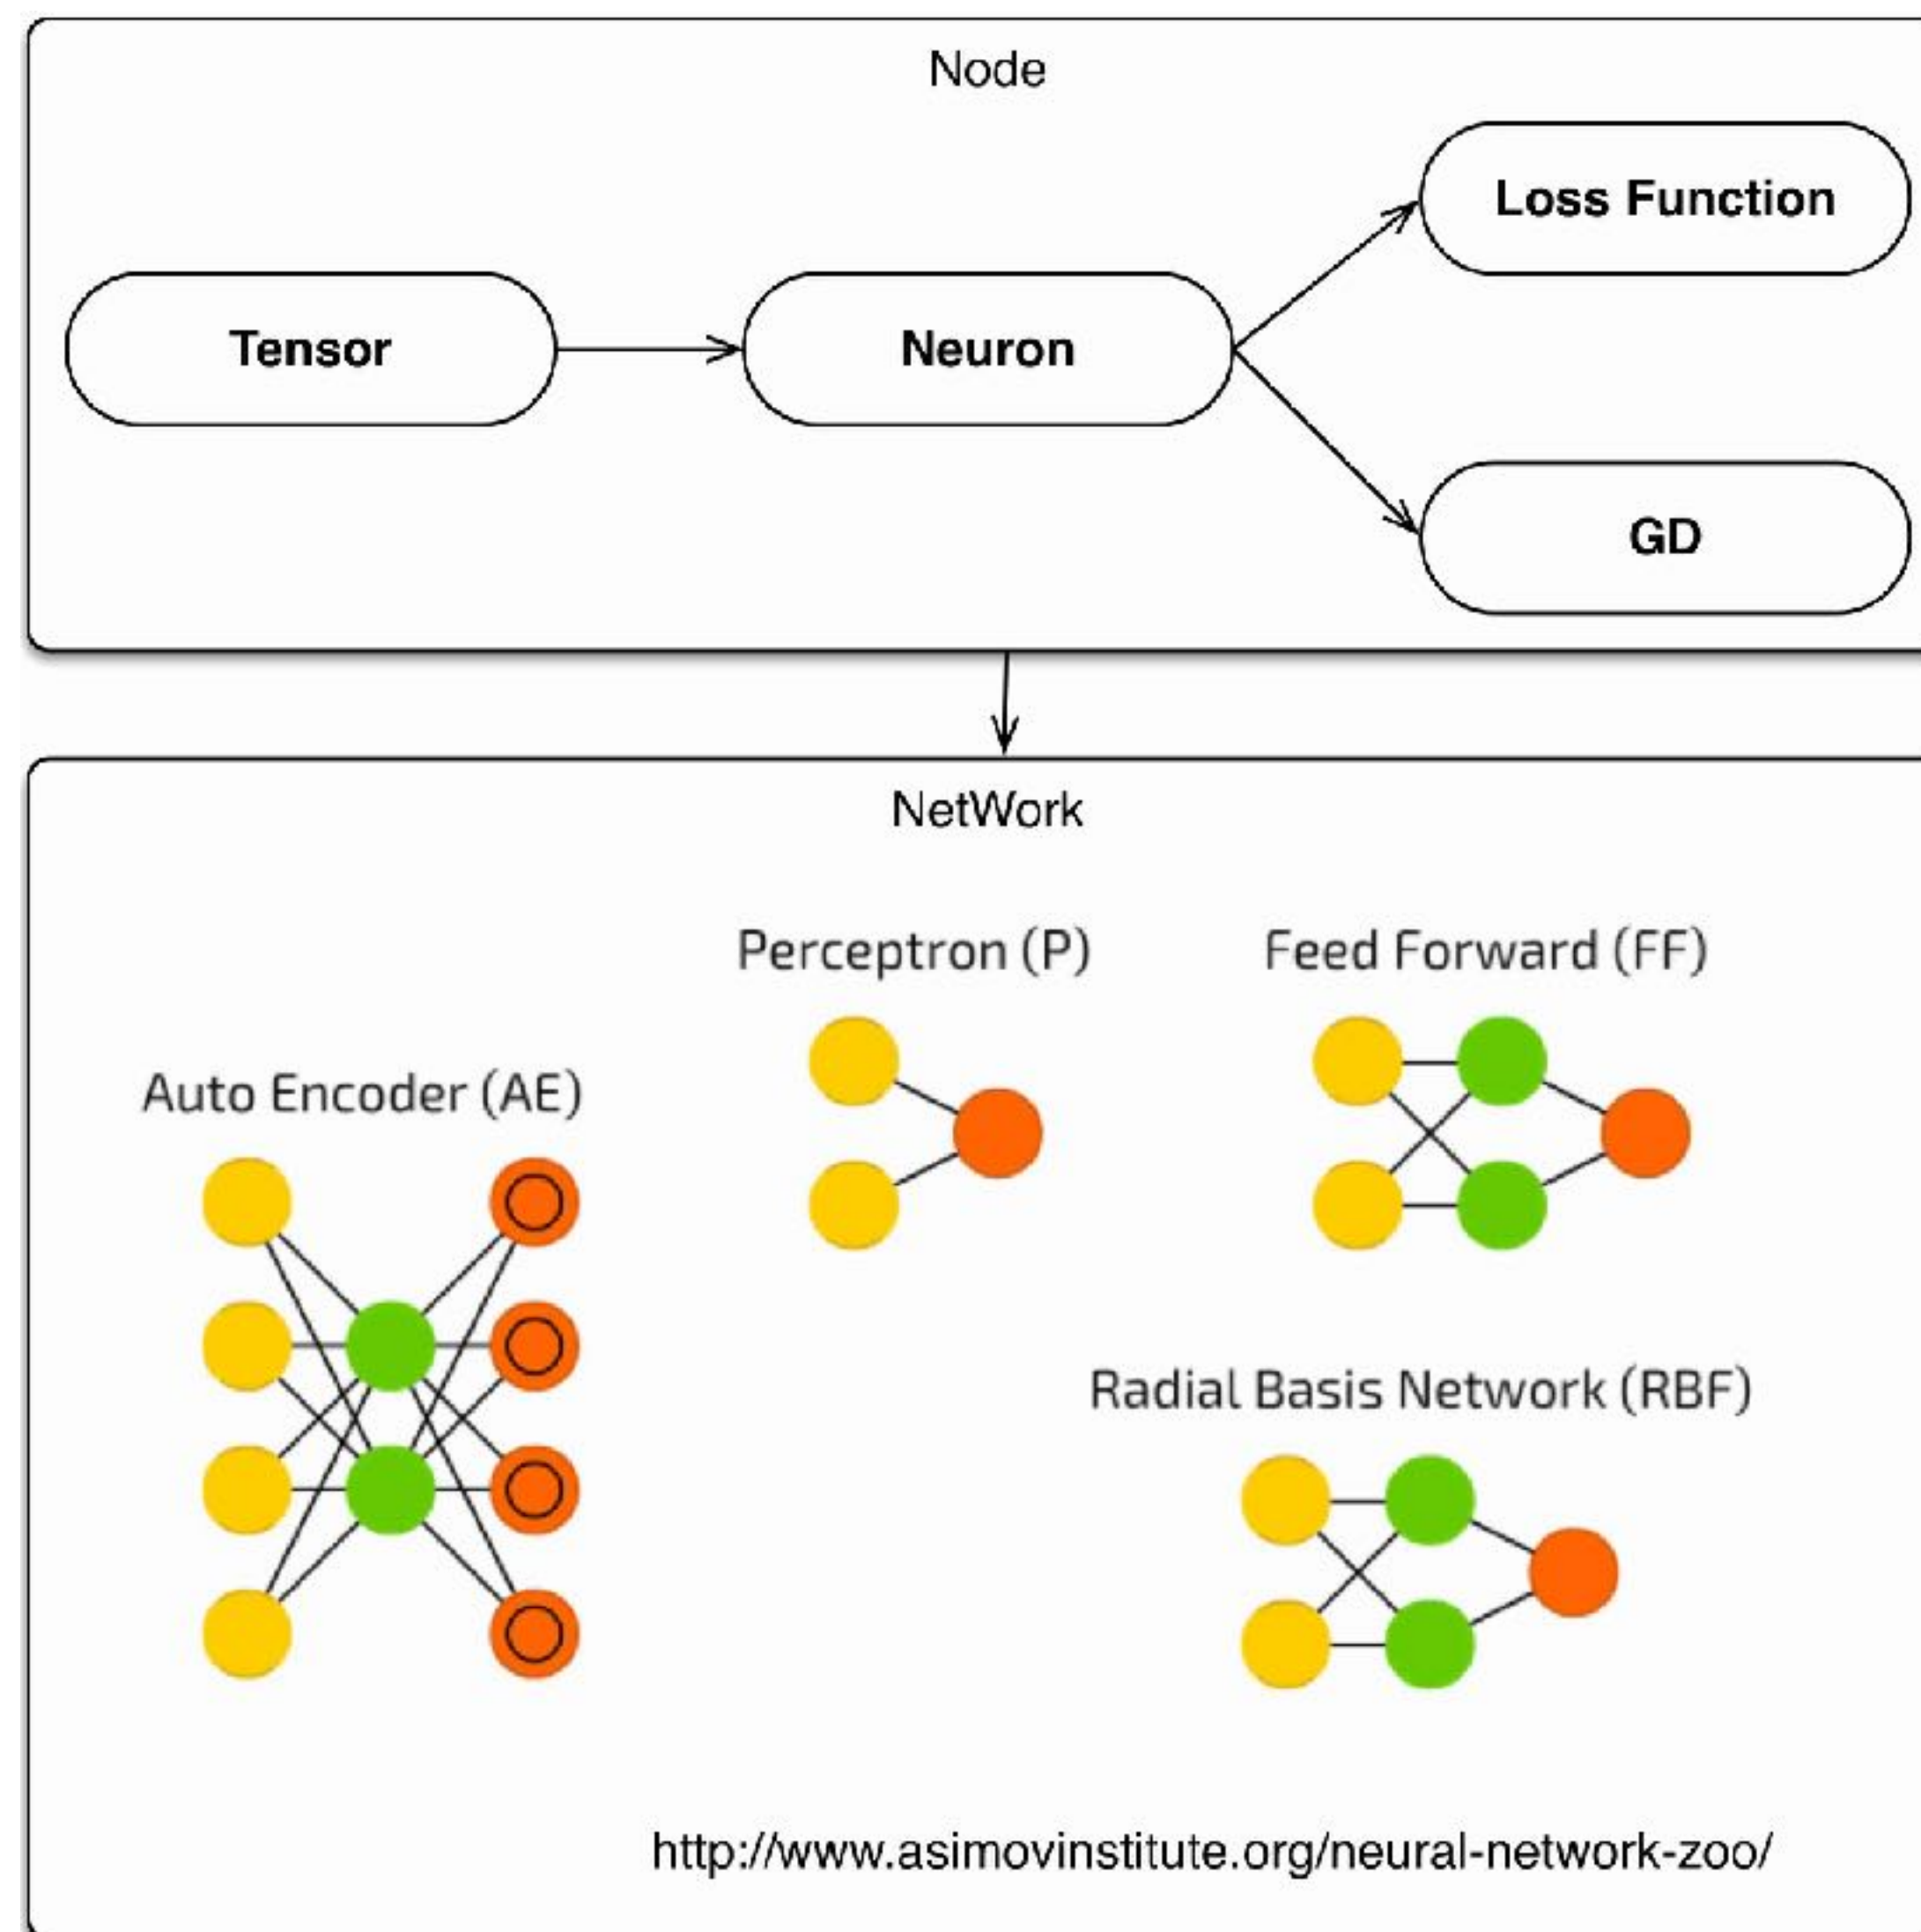 Node
Loss Function
Tensor
Neuron
GD
NetWork
Perceptron (P)
Feed Forward (FF)
Auto Encoder (AE)
Radial Basis Network (RBF)
http://www.asimovinstitute.org/neural-network-zoo/